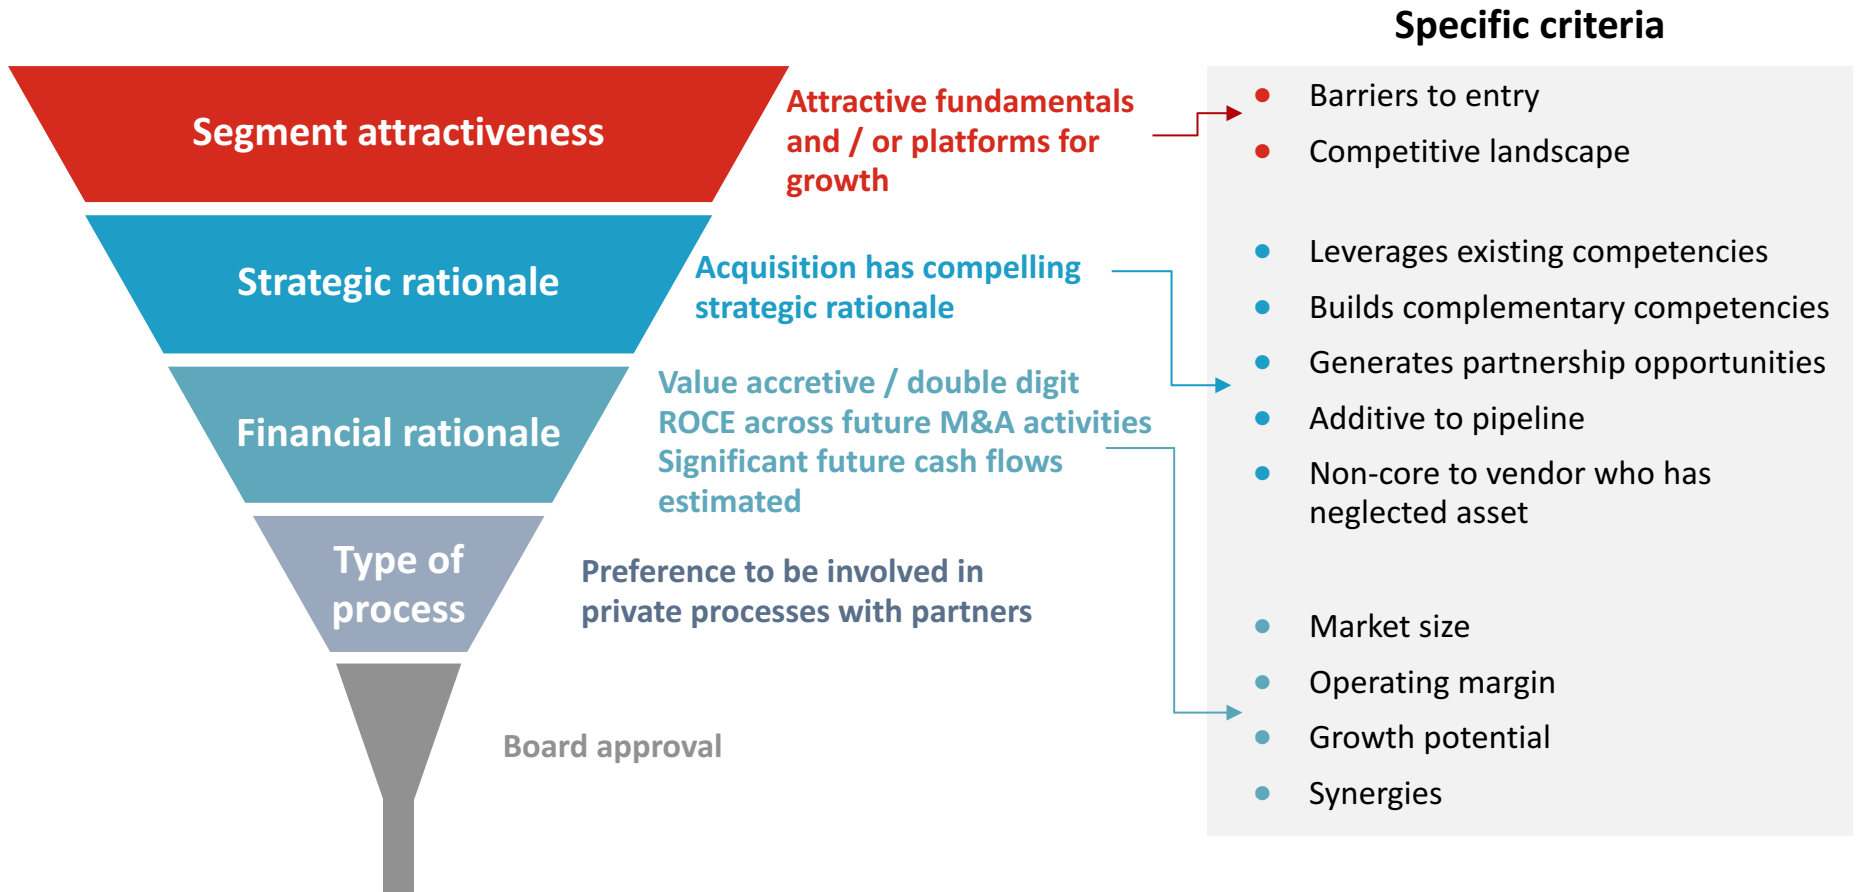 Specific criteria
Segment attractiveness
Attractive fundamentals
and / or platforms for
growth
Barriers to entry
Competitive landscape
Strategic rationale
Acquisition has compelling
strategic rationale
Leverages existing competencies
Builds complementary competencies
Generates partnership opportunities
Additive to pipeline
Non-core to vendor who has
neglected asset
Financial rationale
Value accretive / double digit
ROCE across future M&A activities
Significant future cash flows
estimated
Market size
Operating margin
Growth potential
Synergies
Type of
process
Preference to be involved in
private processes with partners
Board approval